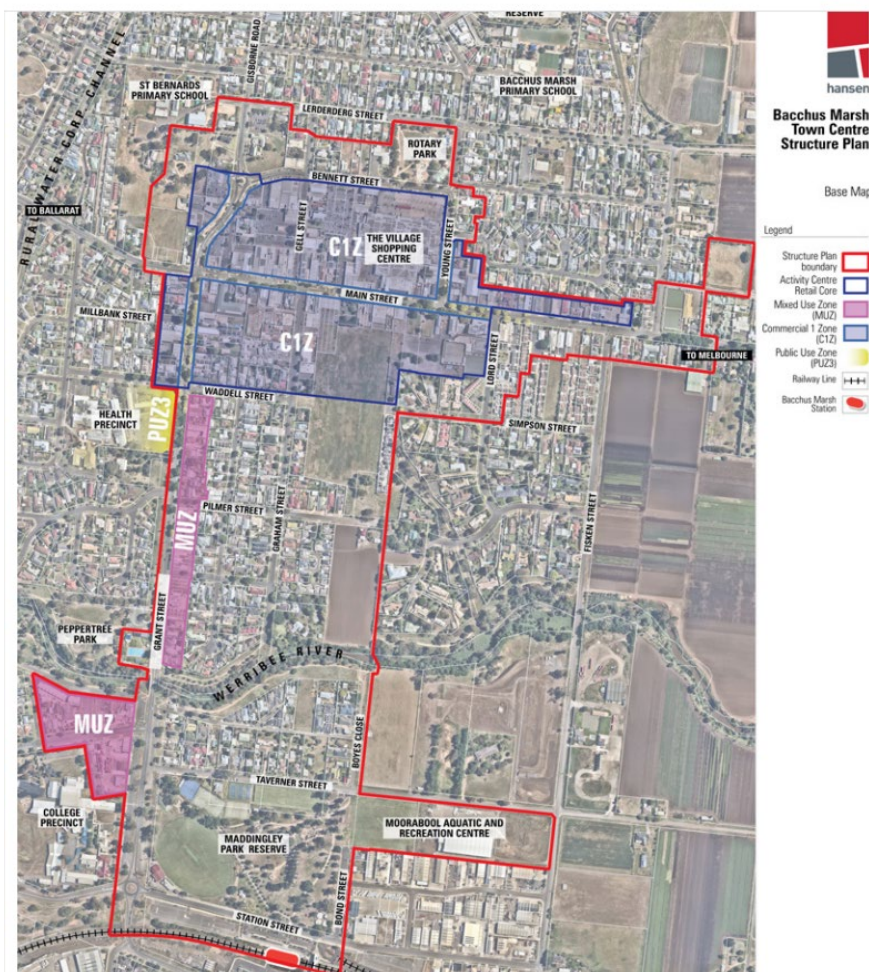 RESERVE
GISBORNE ROAD
ST BERNARDS
PRIMARY SCHOOL
BACCHUS MARSH
PRIMARY SCHOOL
LERDERDERG STREET
RURAL WATER CORP CHANNEL
ROTARY
PARK
BENNETT STREET
TO BALLARAT
GELL STREET
C1Z
THE VILLAGE
SHOPPING
CENTRE
YOUNG STREET
MAIN STREET
MILLBANK STREET
C1Z
LORD STREET
TO MELBOURNE
WADDELL STREET
HEALTH
PRECINCT
PUZ3
SIMPSON STREET
MUZ
PILMER STREET
GRAHAM STREET
FISKEN STREET
GRANT STREET
PEPPERTREE
PARK
WERRIBEE RIVER
MUZ
BOYES CLOSE
TAVERNER STREET
COLLEGE
PRECINCT
MADDINGLEY
PARK RESERVE
MOORABOOL AQUATIC AND
RECREATION CENTRE
BOND STREET
STATION STREET
hansen
Bacchus Marsh
Town Centre
Structure Plan
Base Map
Legend
Structure Plan
boundary
Activity Centre
Retail Core
Mixed Use Zone
(MUZ)
Commercial 1 Zone
(C1Z)
Public Use Zone
(PUZ3)
Railway Line
Bacchus Marsh
Station